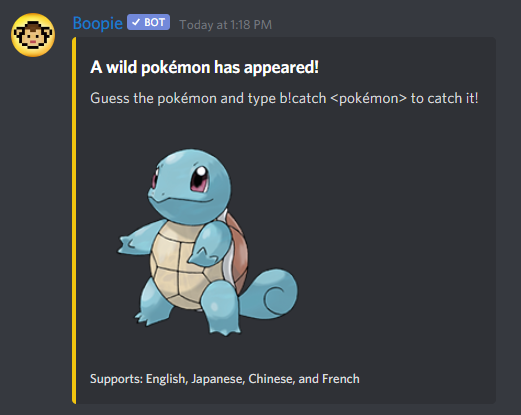 Boopie ✓ BOT Today at 1:18 PM
A wild pokémon has appeared!
Guess the pokémon and type b!catch <pokémon> to catch it!
Supports: English, Japanese, Chinese, and French